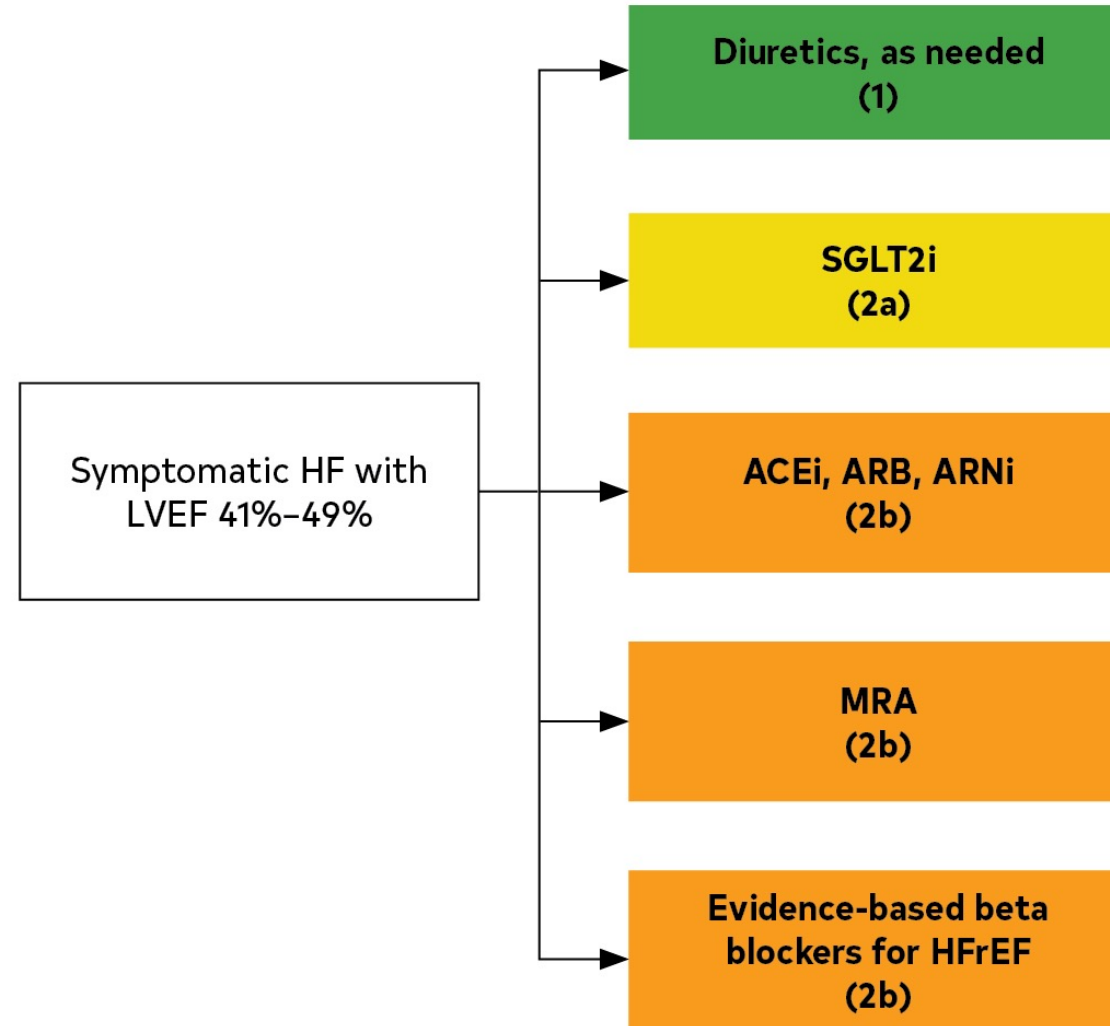 Diuretics, as needed
(1)
SGLT2i
(2a)
Symptomatic HF with
LVEF 41%–49%
ACEi, ARB, ARNi
(2b)
MRA
(2b)
Evidence-based beta
blockers for HFrEF
(2b)